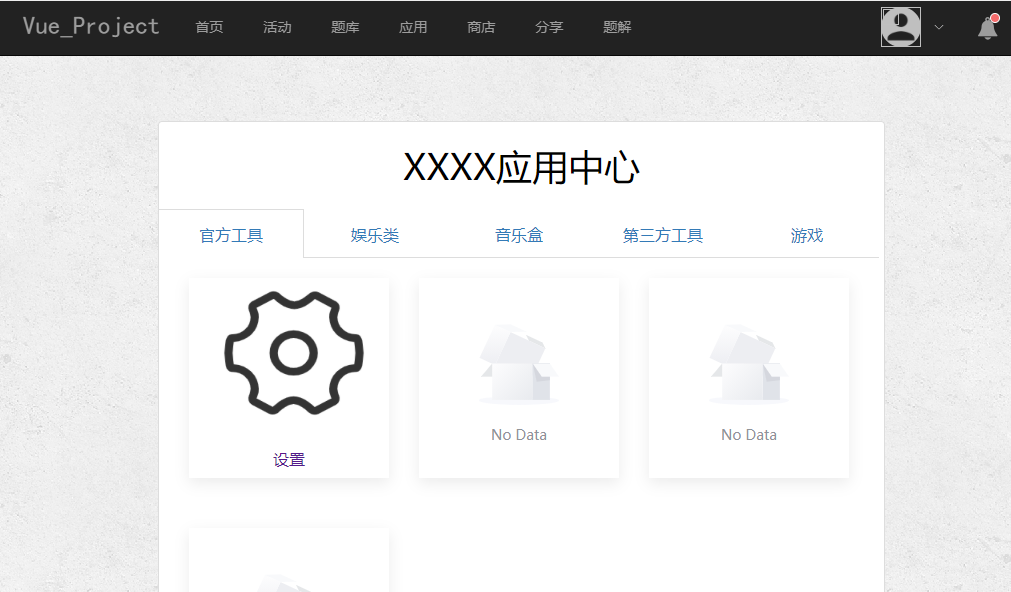 Vue_Project 首页 活动 题库 应用 商店 分享 题解
XXXX应用中心
官方工具 娱乐类 音乐盒 第三方工具 游戏
设置
No Data
No Data